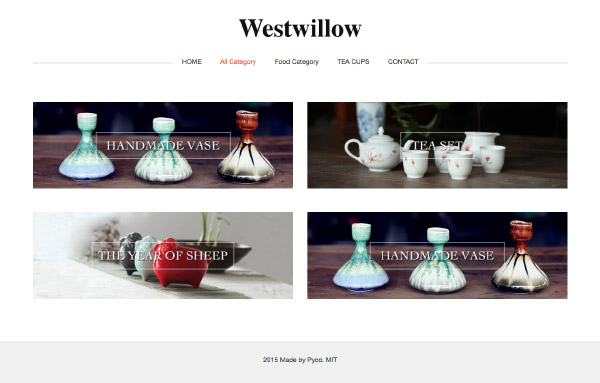 Westwillow
HOME All Category Food Category TEA CUPS CONTACT
HANDMADE VASE
TEA SET
THE YEAR OF SHEEP
HANDMADE VASE
2015 Made by Pyco. MIT